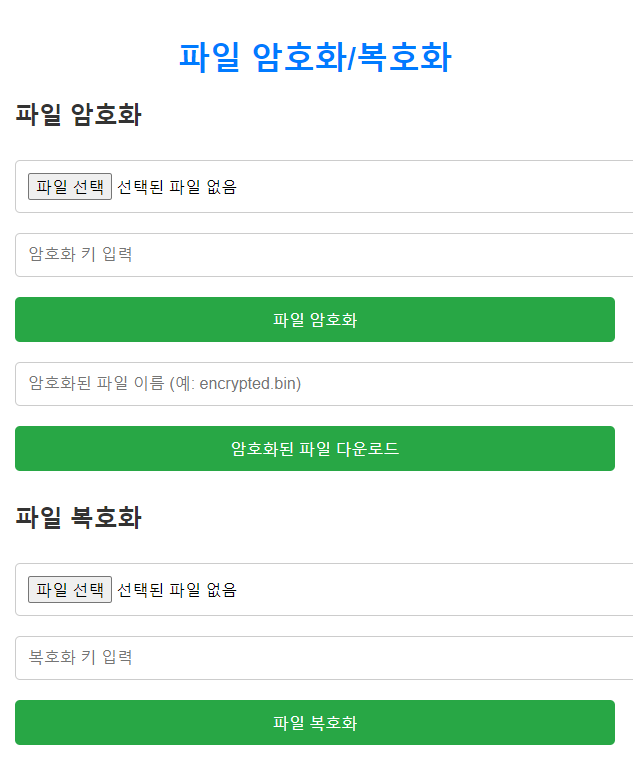 파일 암호화/복호화
파일 암호화
파일 선택 선택된 파일 없음
암호화 키 입력
파일 암호화
암호화된 파일 이름 (예: encrypted.bin)
암호화된 파일 다운로드
파일 복호화
파일 선택 선택된 파일 없음
복호화 키 입력
파일 복호화